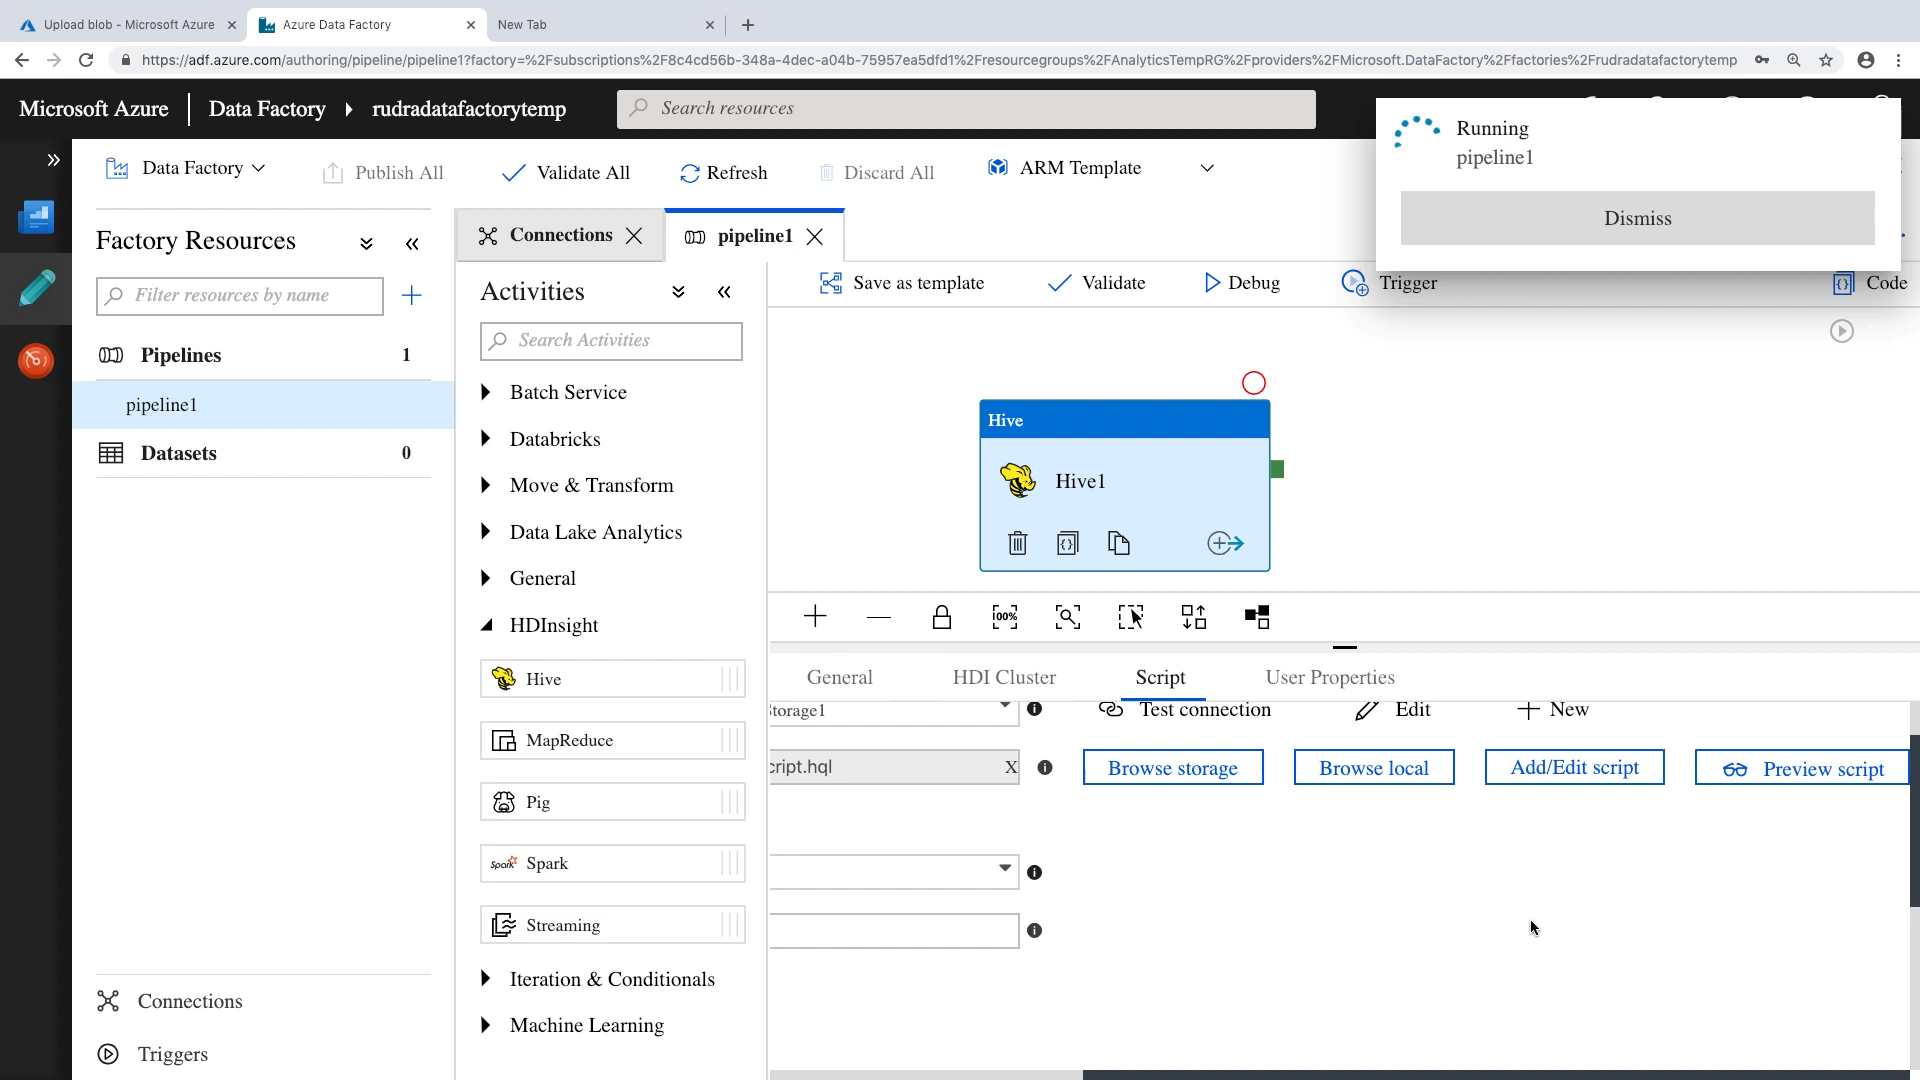 Upload blob - Microsoft Azure
Azure Data Factory
New Tab
https://adf.azure.com/authoring/pipeline/pipeline1?factory=%2Fsubscriptions%2F8c4cd56b-348a-4dec-a04b-75957ea5dfd1%2Fresourcegroups%2FAnalyticsTempRG%2Fproviders%2FMicrosoft.DataFactory%2Ffactories%2Frudradatafactorytemp
Microsoft Azure
Data Factory
rudradatafactorytemp
Search resources
Running
pipeline1
Dismiss
Data Factory
Publish All
Validate All
Refresh
Discard All
ARM Template
Factory Resources
Filter resources by name
Pipelines 1
pipeline1
Datasets 0
Connections
Triggers
Connections
pipeline1
Activities
Search Activities
Batch Service
Databricks
Move & Transform
Data Lake Analytics
General
HDInsight
Hive
MapReduce
Pig
Spark
Spark
Streaming
Iteration & Conditionals
Machine Learning
Save as template
Validate
Debug
Trigger
Code
Hive
Hive1
100%
General
HDI Cluster
Script
User Properties
torage1
Test connection
Edit
New
cript.hql
X
Browse storage
Browse local
Add/Edit script
Preview script